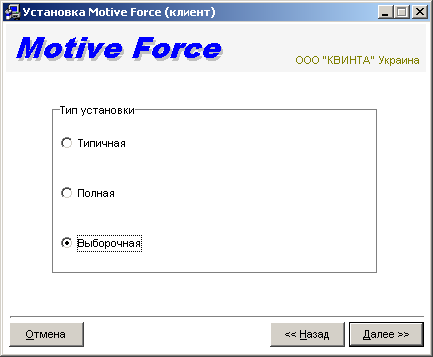 Установка Motive Force (клиент)
Motive Force
ООО "КВИНТА" Украина
Тип установки
Типичная
Полная
Выборочная
Отмена
<< Назад
Далее >>